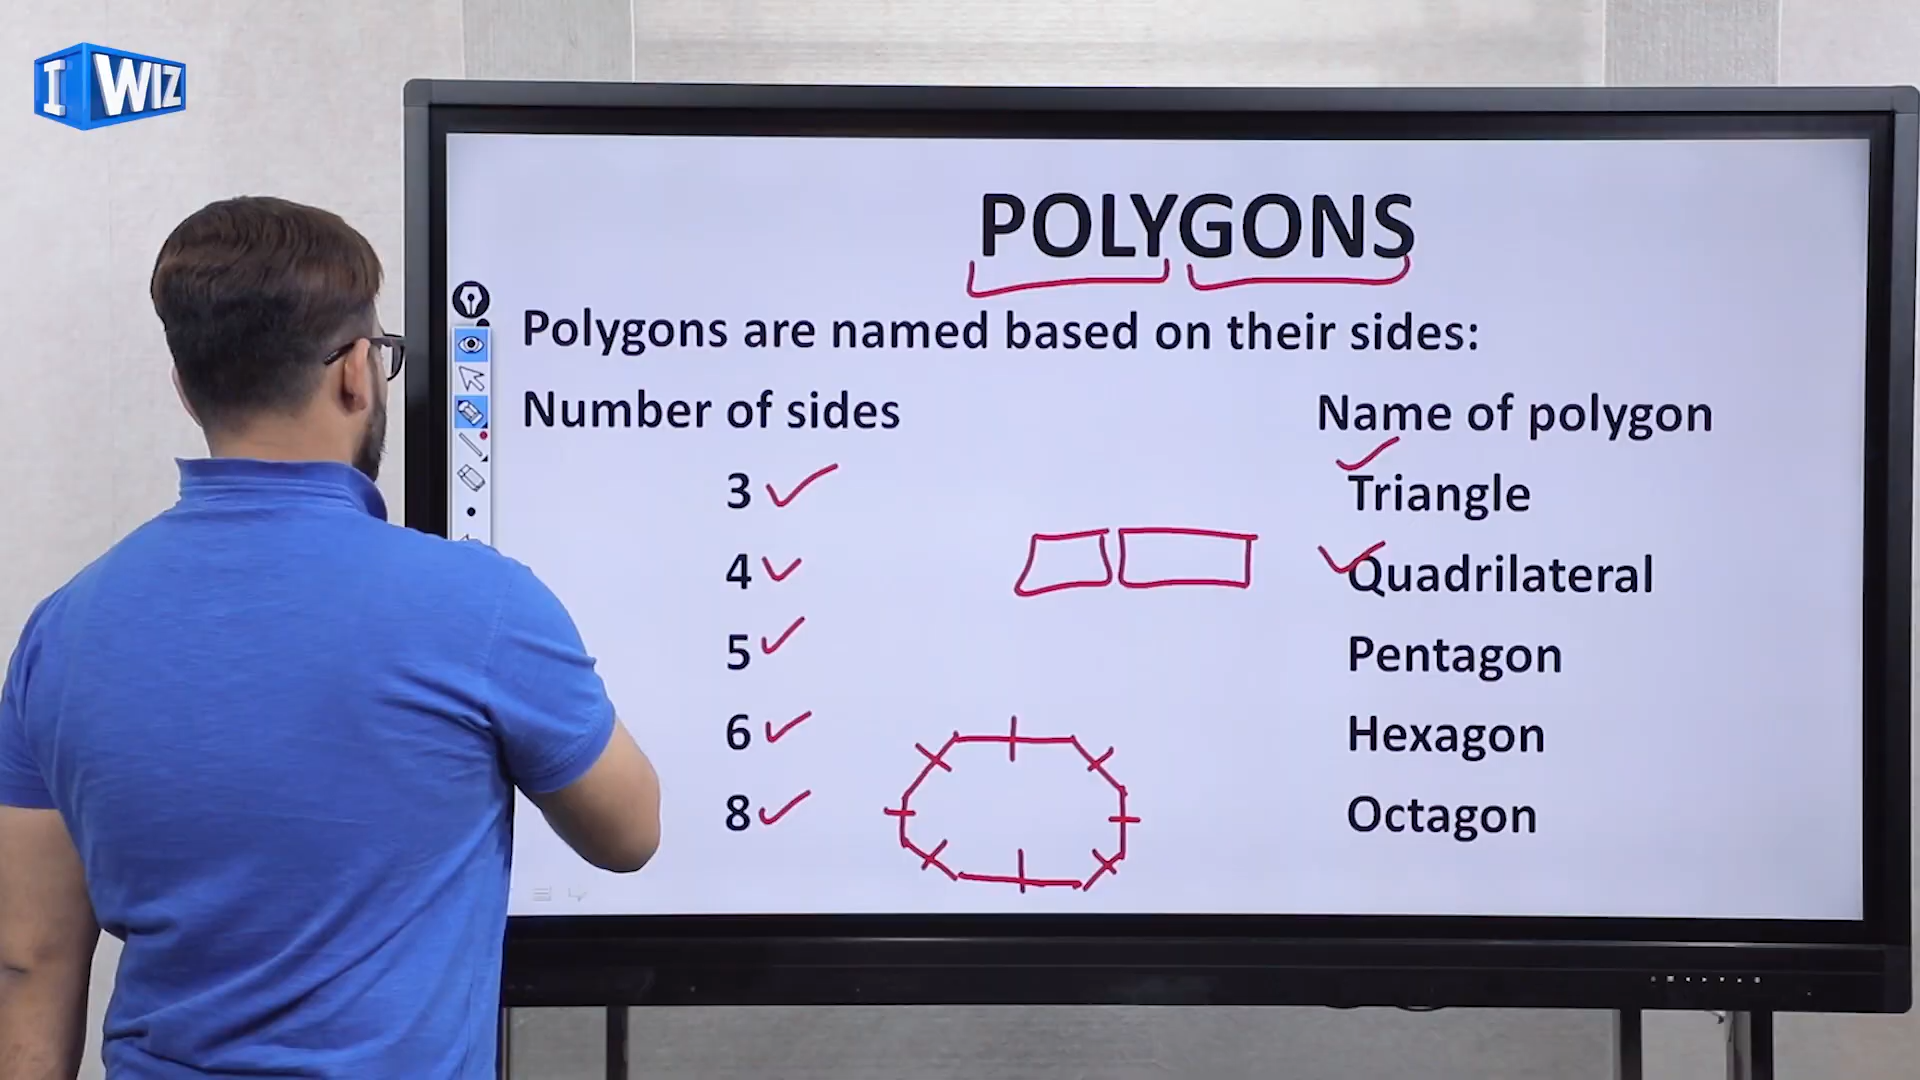 I WIZ
POLYGONS
Polygons are named based on their sides:
Number of sides Name of polygon
3 Triangle
4 Quadrilateral
5 Pentagon
6 Hexagon
8 Octagon